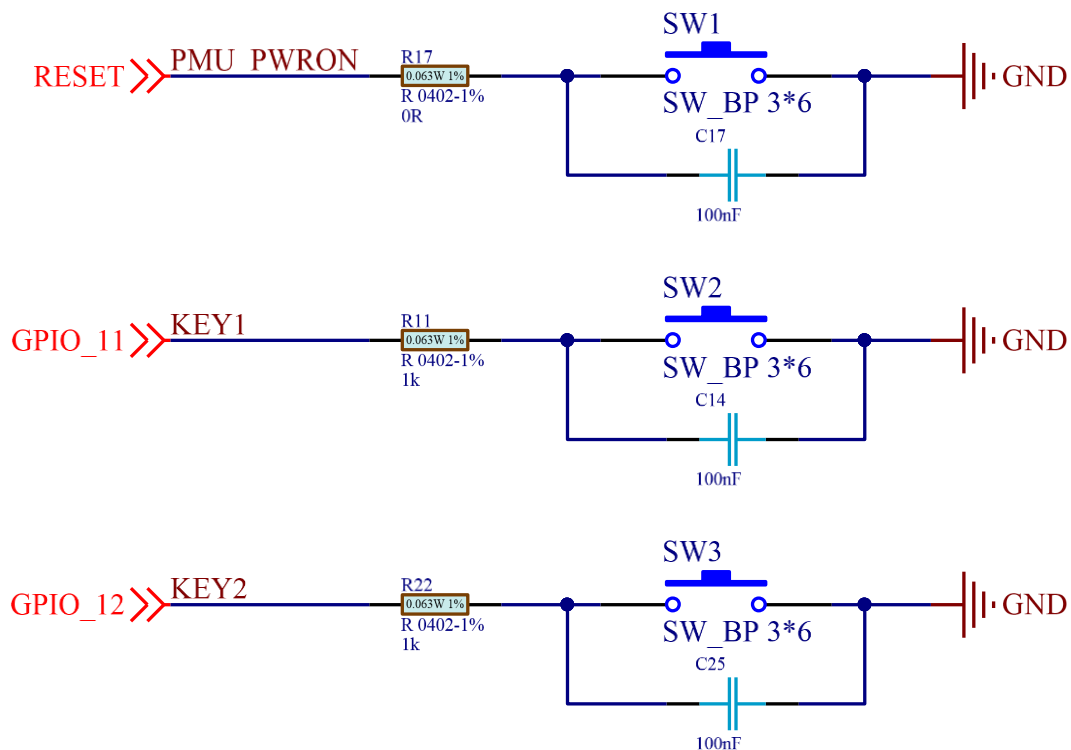 SW1
RESET
PMU_PWRON
R17
0.063W 1%
R 0402-1%
0R
SW_BP 3*6
GND
C17
100nF
SW2
GPIO_11
KEY1
R11
0.063W 1%
R 0402-1%
1k
SW_BP 3*6
GND
C14
100nF
SW3
GPIO_12
KEY2
R22
0.063W 1%
R 0402-1%
1k
SW_BP 3*6
GND
C25
100nF